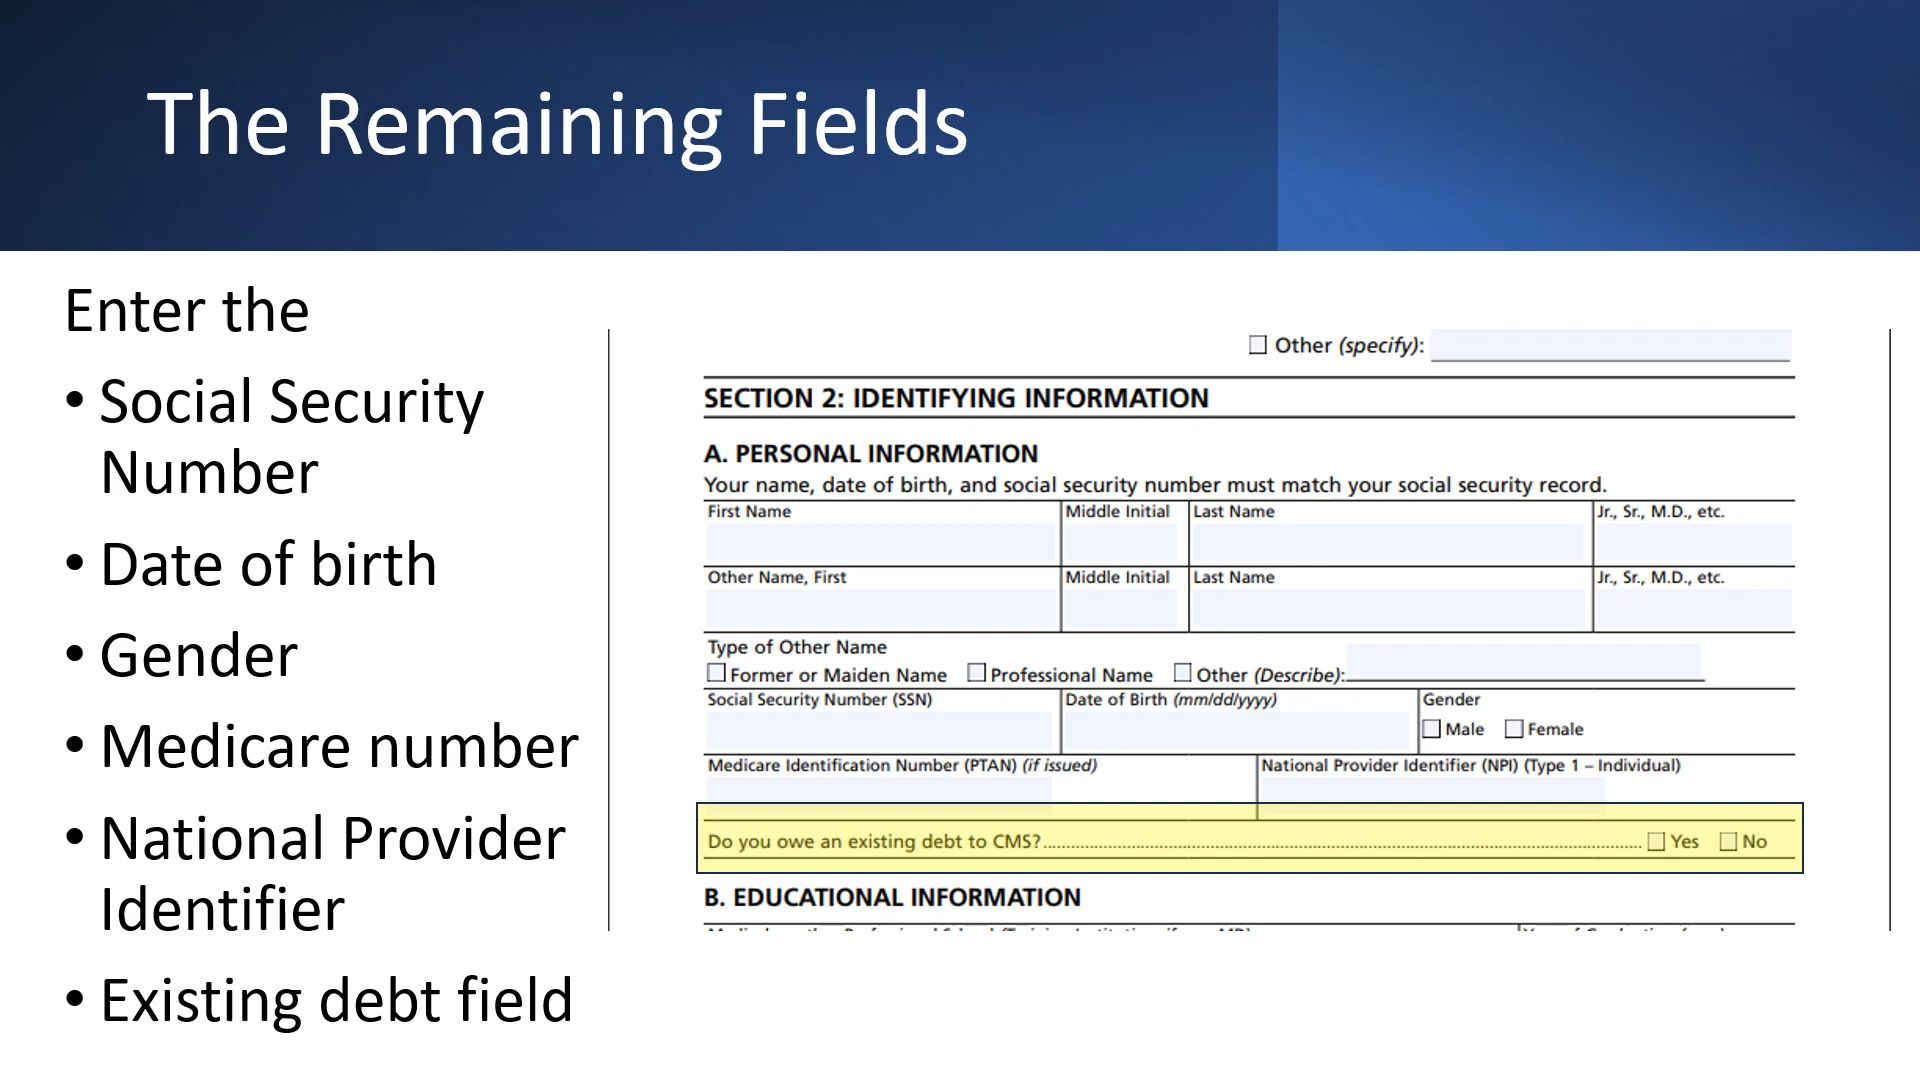 The Remaining Fields
Enter the
• Social Security
Number
• Date of birth
• Gender
• Medicare number
• National Provider
Identifier
• Existing debt field
Other (specify):
SECTION 2: IDENTIFYING INFORMATION
A. PERSONAL INFORMATION
Your name, date of birth, and social security number must match your social security record.
First Name Middle Initial Last Name Jr., Sr., M.D., etc.
Other Name, First Middle Initial Last Name Jr., Sr., M.D., etc.
Type of Other Name
Former or Maiden Name Professional Name Other (Describe):
Social Security Number (SSN) Date of Birth (mm/dd/yyyy) Gender
Male Female
Medicare Identification Number (PTAN) (if issued) National Provider Identifier (NPI) (Type 1 – Individual)
Do you owe an existing debt to CMS? Yes No
B. EDUCATIONAL INFORMATION